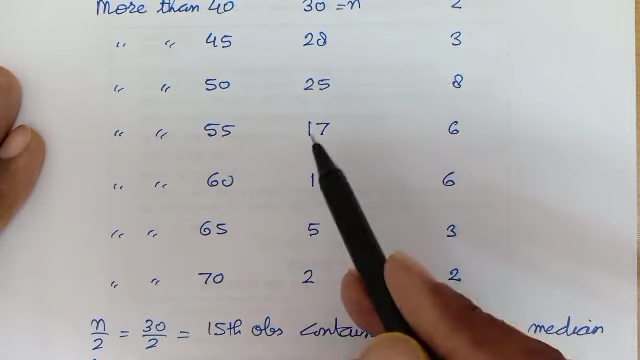 More than 40 30 = n 2
" " 45 28 3
" " 50 25 8
" " 55 17 6
" " 60 6
" " 65 5 3
" " 70 2 2
n/2 = 30/2 = 15th obs median